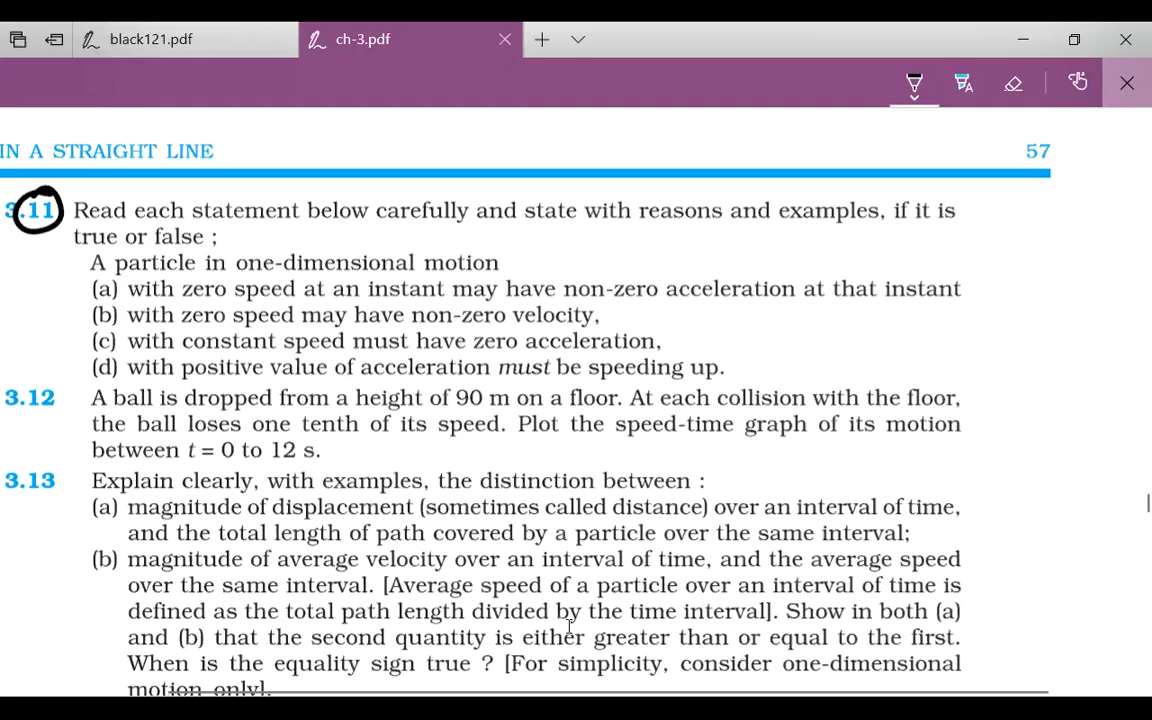 black121.pdf
ch-3.pdf
IN A STRAIGHT LINE
57
3.11 Read each statement below carefully and state with reasons and examples, if it is
true or false ;
A particle in one-dimensional motion
(a) with zero speed at an instant may have non-zero acceleration at that instant
(b) with zero speed may have non-zero velocity,
(c) with constant speed must have zero acceleration,
(d) with positive value of acceleration must be speeding up.
3.12 A ball is dropped from a height of 90 m on a floor. At each collision with the floor,
the ball loses one tenth of its speed. Plot the speed-time graph of its motion
between t = 0 to 12 s.
3.13 Explain clearly, with examples, the distinction between :
(a) magnitude of displacement (sometimes called distance) over an interval of time,
and the total length of path covered by a particle over the same interval;
(b) magnitude of average velocity over an interval of time, and the average speed
over the same interval. [Average speed of a particle over an interval of time is
defined as the total path length divided by the time interval]. Show in both (a)
and (b) that the second quantity is either greater than or equal to the first.
When is the equality sign true ? [For simplicity, consider one-dimensional
motion only].